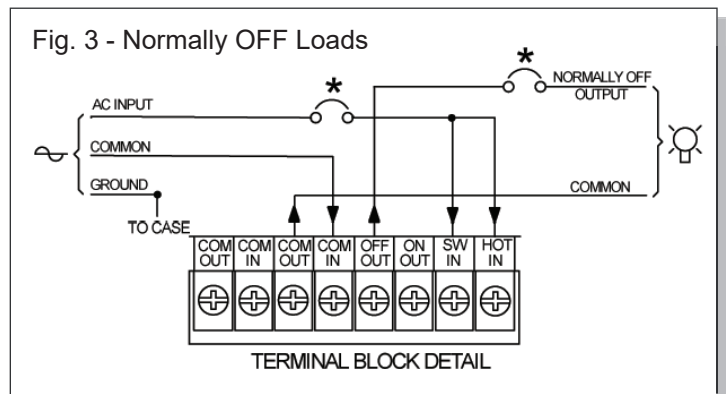 Fig. 3 - Normally OFF Loads
*
*
NORMALLY OFF
OUTPUT
AC INPUT
COMMON
GROUND
COMMON
TO CASE
COM OUT
COM IN
COM OUT
COM IN
OFF OUT
ON OUT
SW IN
HOT IN
TERMINAL BLOCK DETAIL